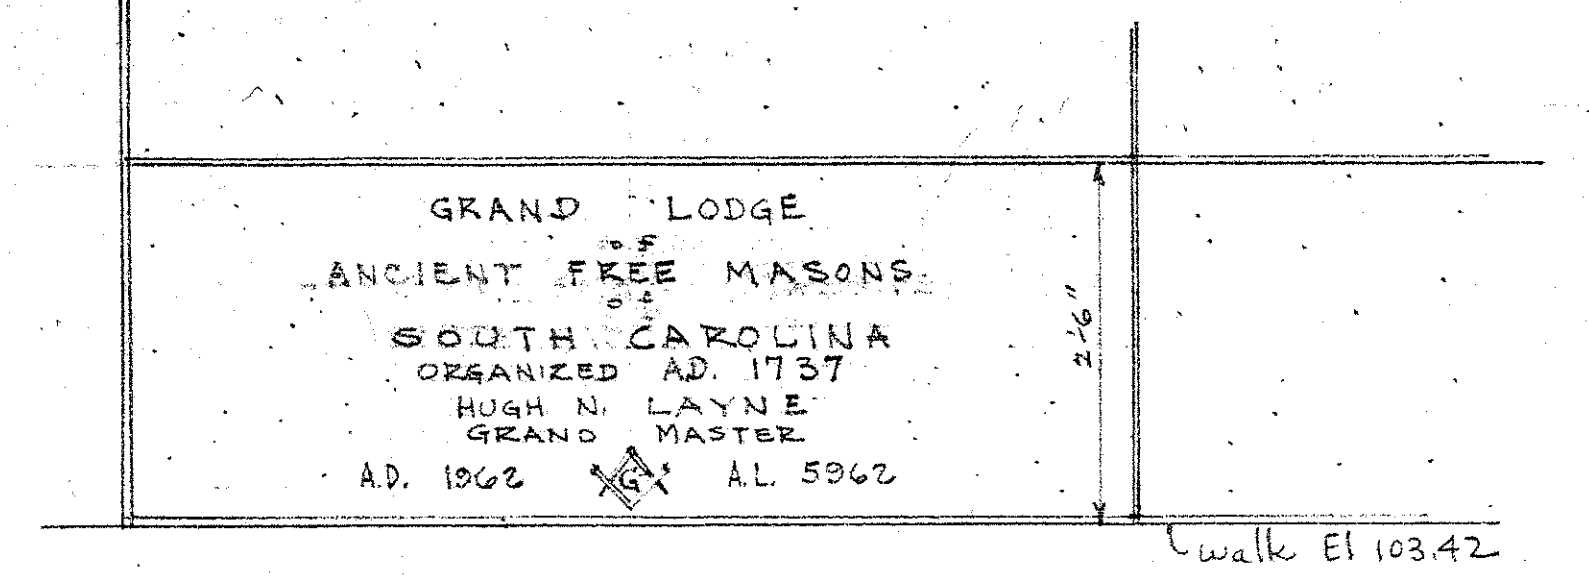 GRAND LODGE
OF
ANCIENT FREE MASONS
OF
SOUTH CAROLINA
ORGANIZED A.D. 1737
HUGH N. LAYNE
GRAND MASTER
A.D. 1962 G A.L. 5962
2'-6"
walk El 103.42